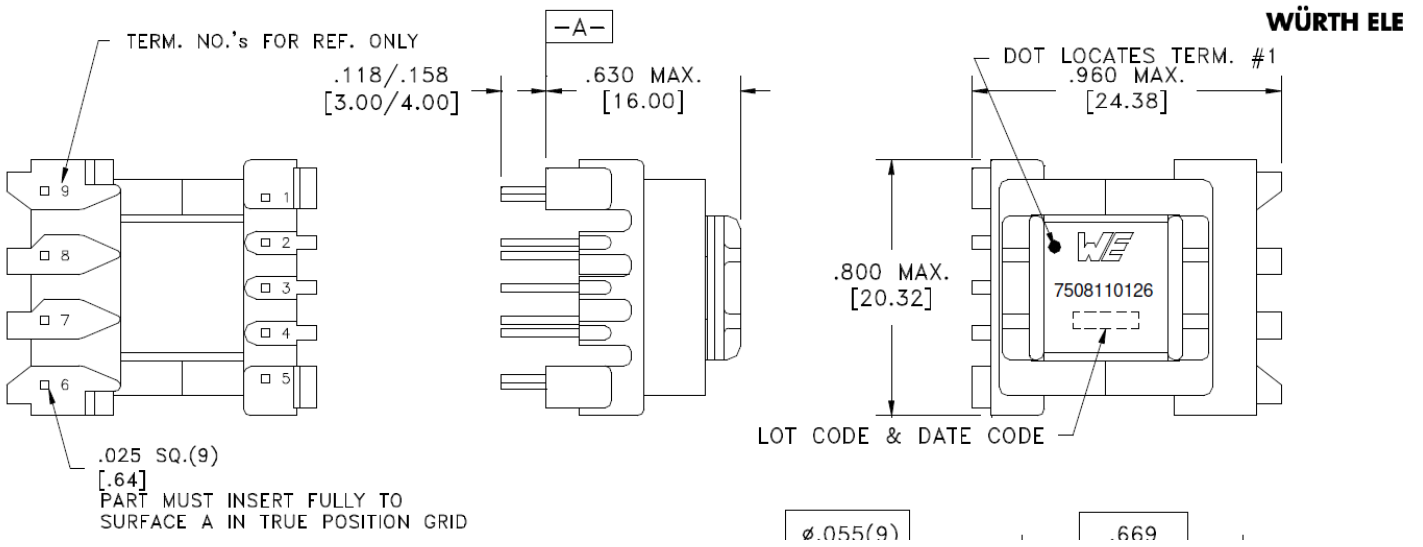 WÜRTH ELE
TERM. NO.'s FOR REF. ONLY
-A-
DOT LOCATES TERM. #1
.118/.158
[3.00/4.00]
.630 MAX.
[16.00]
.960 MAX.
[24.38]
9
1
8
2
7
3
4
6
5
.800 MAX.
[20.32]
WE
7508110126
LOT CODE & DATE CODE
.025 SQ.(9)
[.64]
PART MUST INSERT FULLY TO
SURFACE A IN TRUE POSITION GRID
ø.055(9)
.669